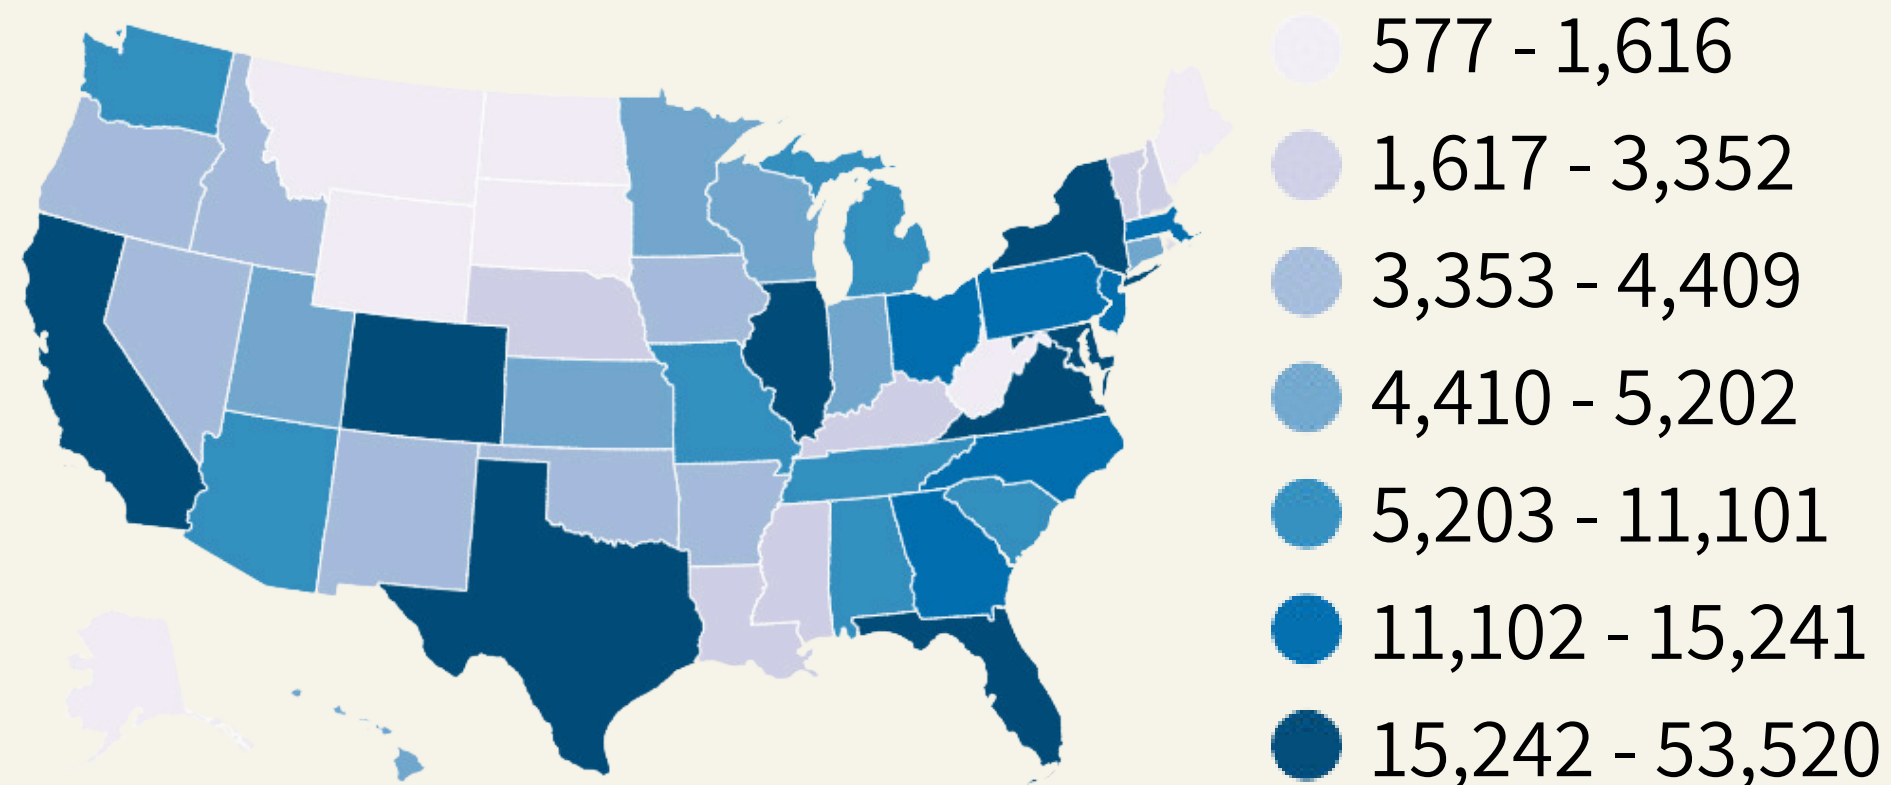 577 - 1,616
1,617 - 3,352
3,353 - 4,409
4,410 - 5,202
5,203 - 11,101
11,102 - 15,241
15,242 - 53,520